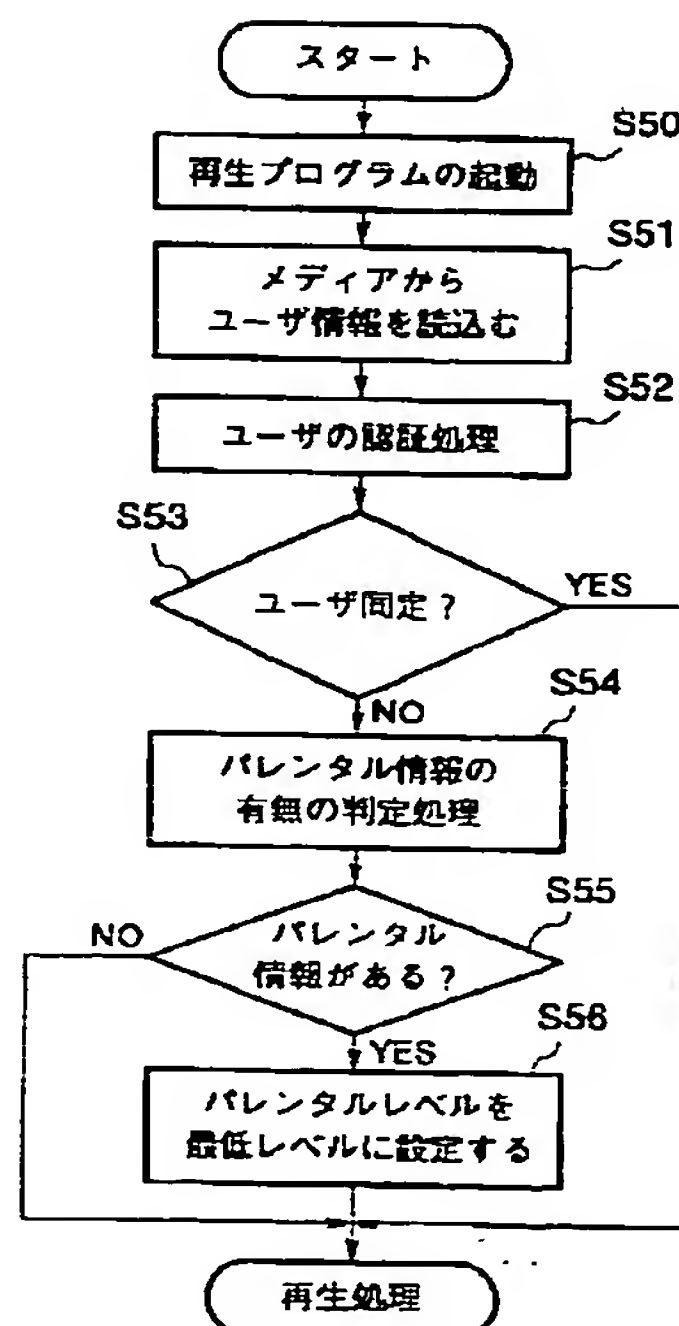 スタート
S50
再生プログラムの起動
S51
メディアから
ユーザ情報を読込む
S52
ユーザの認証処理
S53
ユーザ同定?
YES
NO
S54
パレンタル情報の
有無の判定処理
S55
NO
パレンタル
情報がある?
YES
S56
パレンタルレベルを
最低レベルに設定する
再生処理